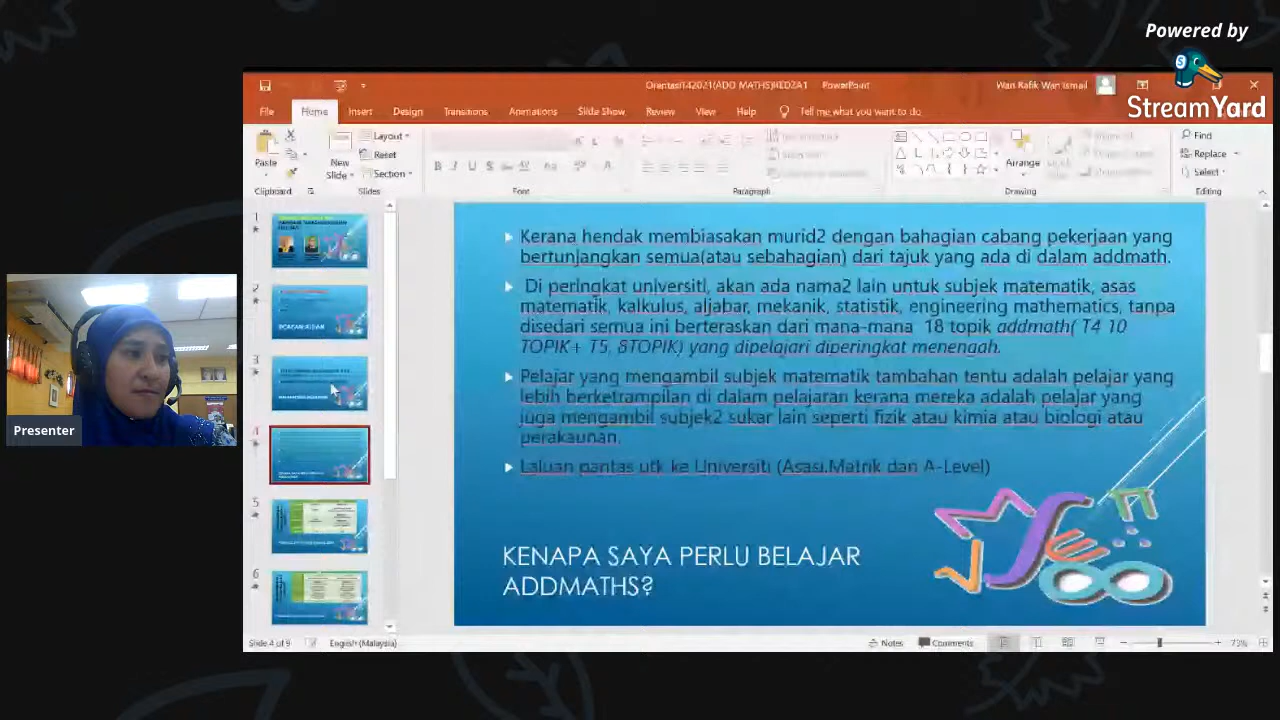 Powered by
StreamYard
PowerPoint
Wan Rafik Wan Ismail
File Home Insert Design Transitions Animations Slide Show Review View Help Tell me what you want to do
Paste
Clipboard
New
Slide
Layout
Reset
Section
Slides
Font
Paragraph
Arrange
Drawing
Find
Replace
Select
Editing
1
2
3
4
5
6
Kerana hendak membiasakan murid2 dengan bahagian cabang pekerjaan yang
bertunjangkan semua(atau sebahagian) dari tajuk yang ada di dalam addmath.
Di peringkat universiti, akan ada nama2 lain untuk subjek matematik, asas
matematik, kalkulus, aljabar, mekanik, statistik, engineering mathematics, tanpa
disedari semua ini berteraskan dari mana-mana 18 topik addmath( T4 10
TOPIK+ T5, 8TOPIK) yang dipelajari diperingkat menengah.
Pelajar yang mengambil subjek matematik tambahan tentu adalah pelajar yang
lebih berketrampilan di dalam pelajaran kerana mereka adalah pelajar yang
juga mengambil subjek2 sukar lain seperti fizik atau kimia atau biologi atau
perakaunan.
Laluan pantas utk ke Universiti (Asasi,Matrik dan A-Level)
KENAPA SAYA PERLU BELAJAR
ADDMATHS?
Presenter
Slide 4 of 9 English (Malaysia) Notes Comments 73%